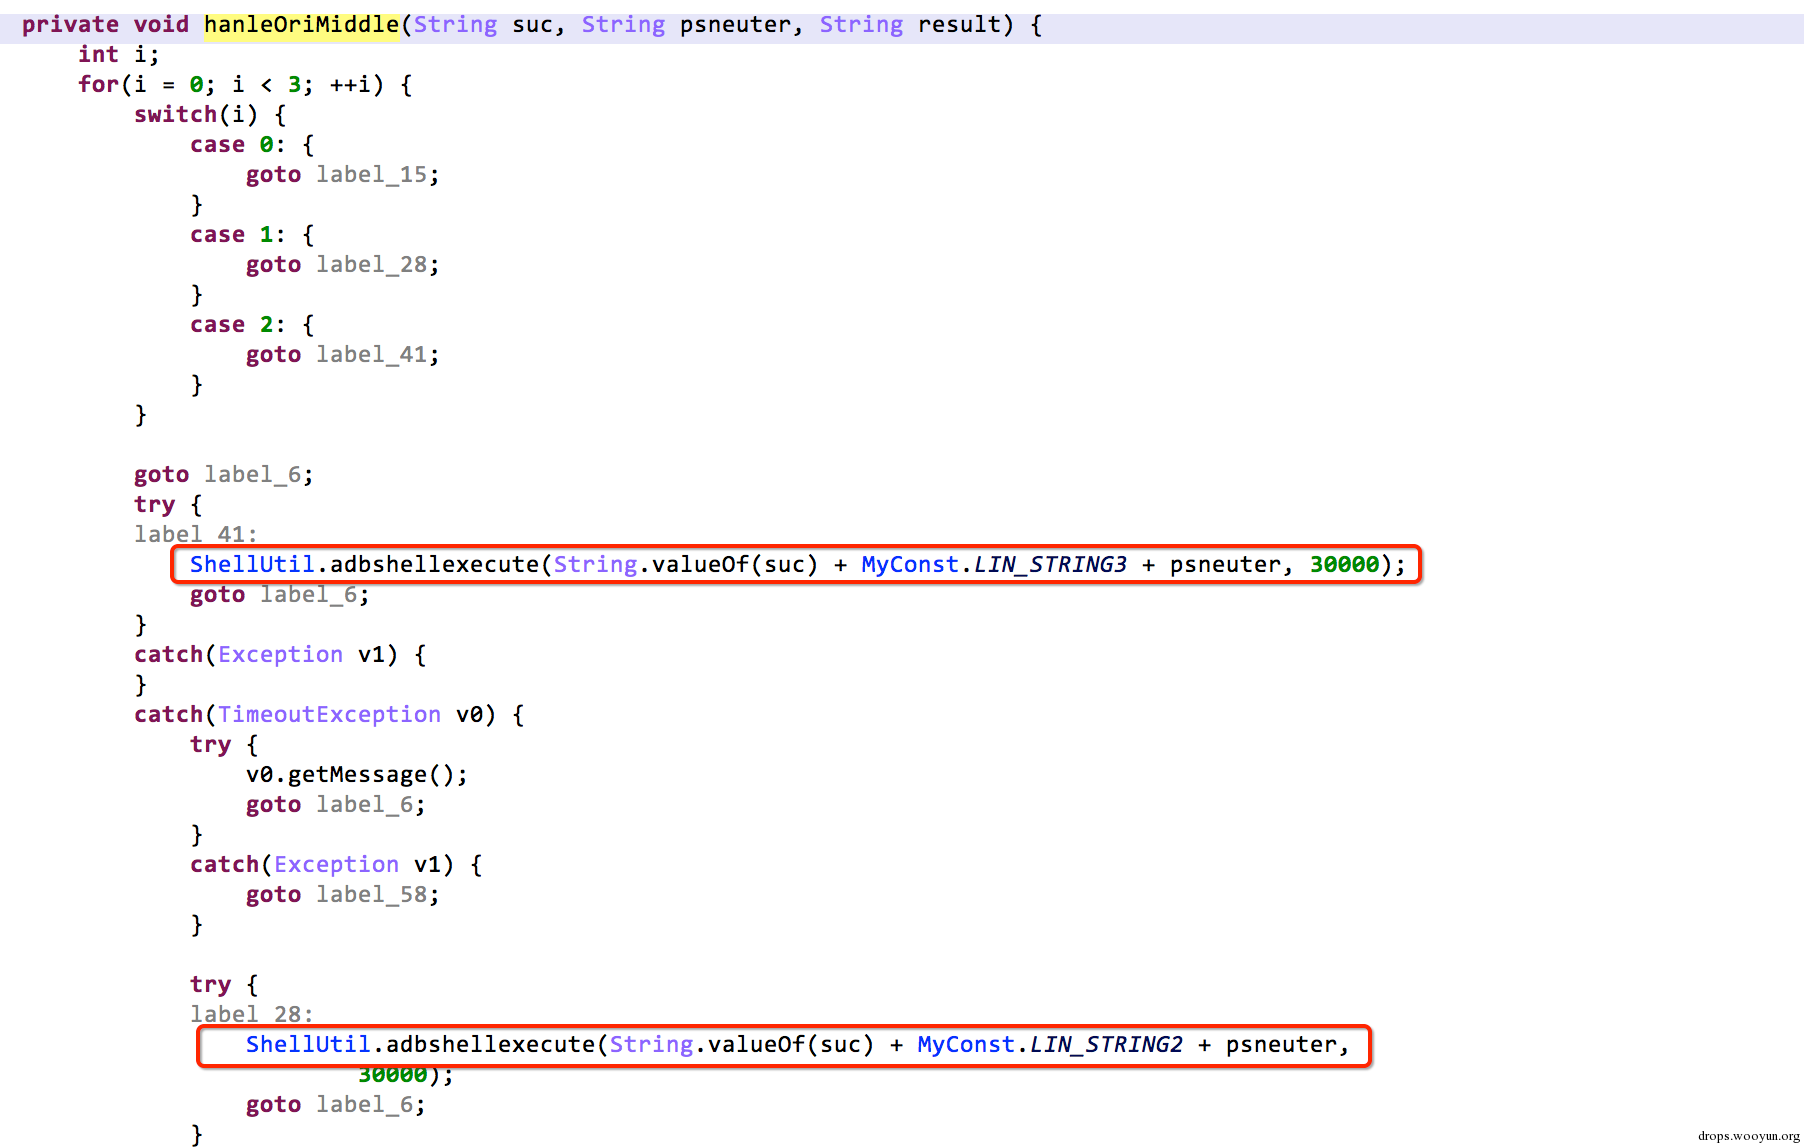 private void hanleOriMiddle(String suc, String psneuter, String result) {
    int i;
    for(i = 0; i < 3; ++i) {
        switch(i) {
            case 0: {
                goto label_15;
            }
            case 1: {
                goto label_28;
            }
            case 2: {
                goto label_41;
            }
        }

        goto label_6;
        try {
        label_41:
            ShellUtil.adbshellexecute(String.valueOf(suc) + MyConst.LIN_STRING3 + psneuter, 30000);
            goto label_6;
        }
        catch(Exception v1) {
        }
        catch(TimeoutException v0) {
            try {
                v0.getMessage();
                goto label_6;
            }
            catch(Exception v1) {
                goto label_58;
            }

            try {
            label_28:
                ShellUtil.adbshellexecute(String.valueOf(suc) + MyConst.LIN_STRING2 + psneuter,
                        30000);
                goto label_6;
            }
drops.wooyun.org